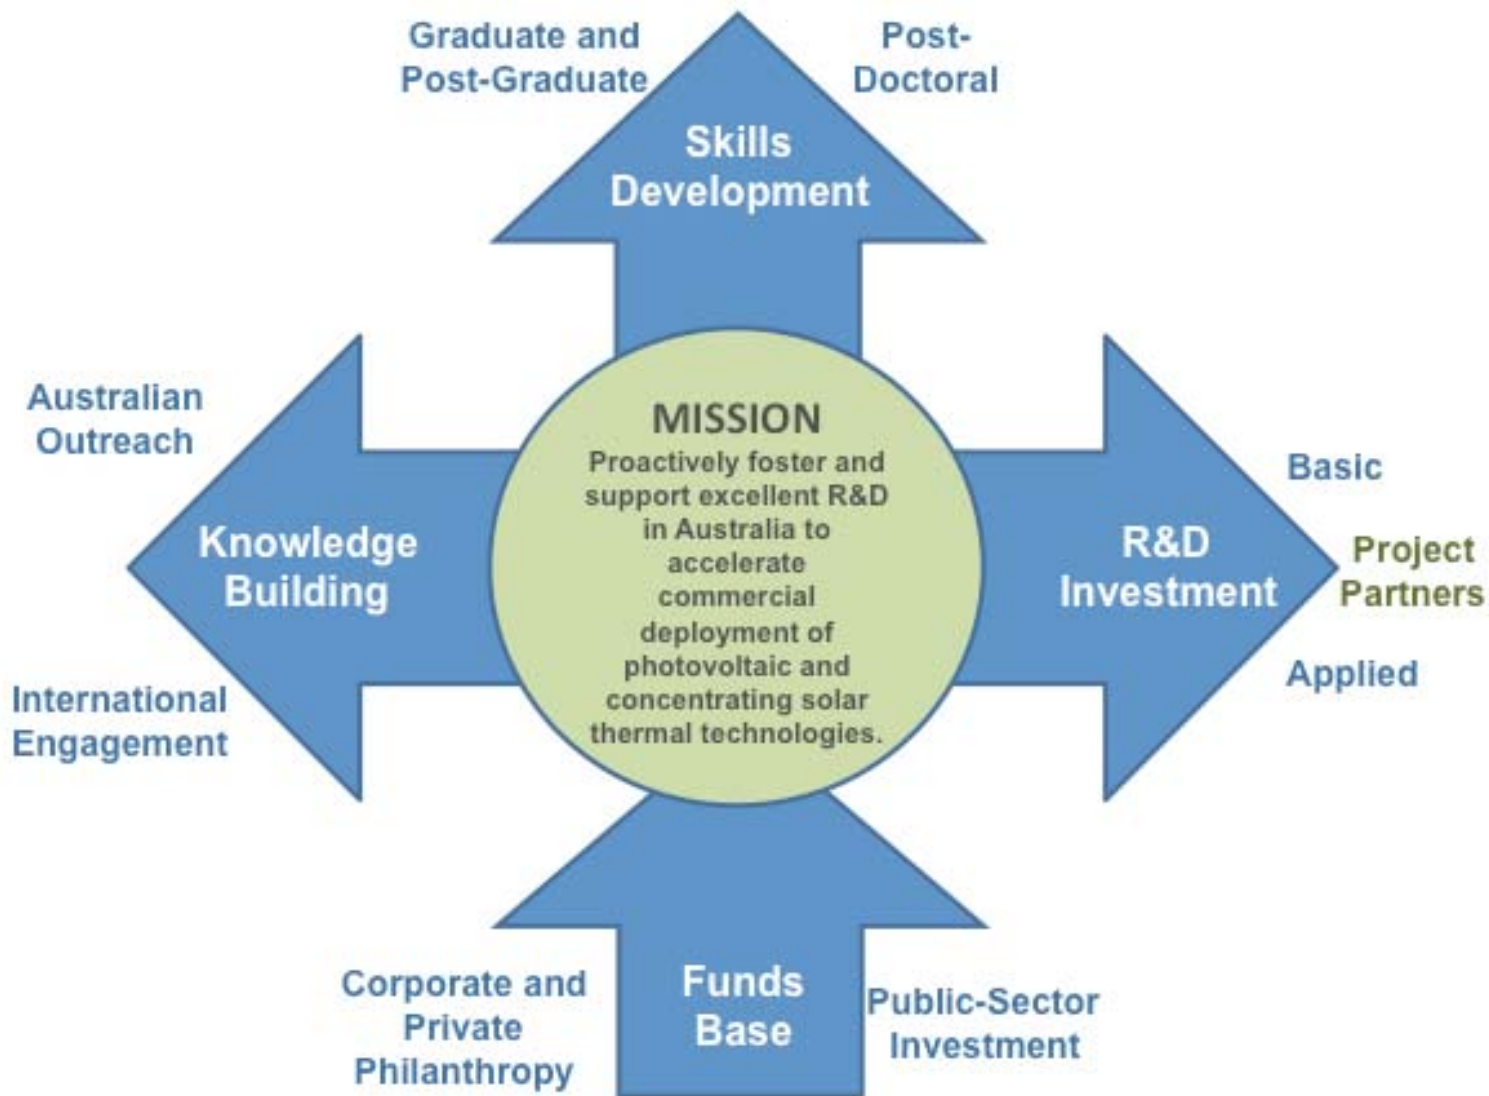 Graduate and
Post-Graduate
Post-
Doctoral
Skills
Development
Australian
Outreach
Knowledge
Building
International
Engagement
MISSION
Proactively foster and
support excellent R&D
in Australia to
accelerate
commercial
deployment of
photovoltaic and
concentrating solar
thermal technologies.
R&D
Investment
Basic
Project
Partners
Applied
Corporate and
Private
Philanthropy
Funds
Base
Public-Sector
Investment